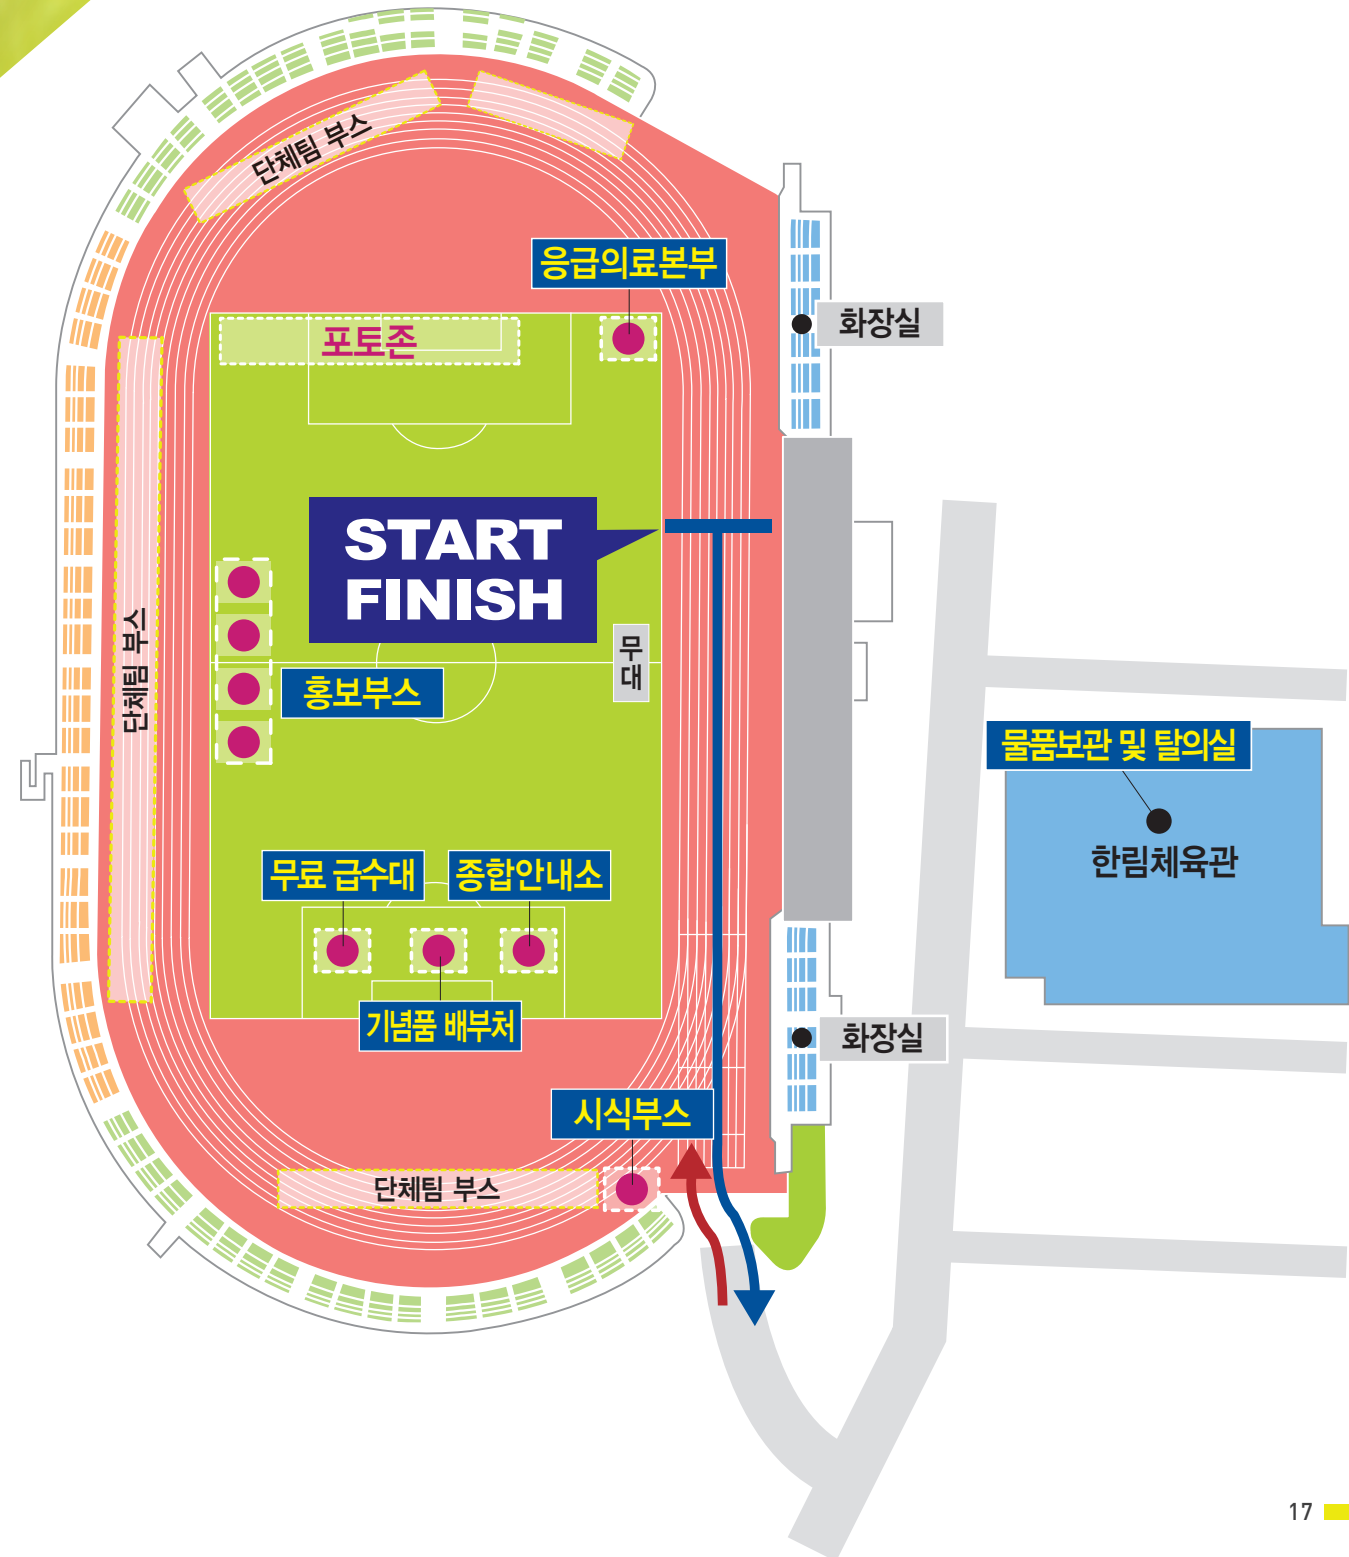 단체팀 부스
응급의료본부
포토존
화장실
START
FINISH
단체팀 부스
무대
홍보부스
물품보관 및 탈의실
한림체육관
무료 급수대
종합안내소
기념품 배부처
화장실
시식부스
단체팀 부스
17